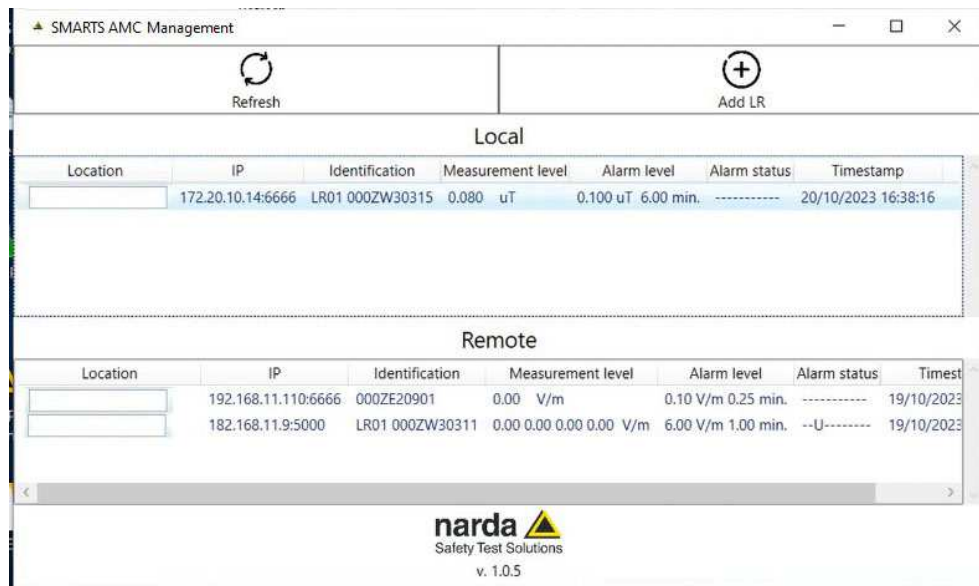 SMARTS AMC Management
Refresh
Add LR
Local
Location IP Identification Measurement level Alarm level Alarm status Timestamp
172.20.10.14:6666 LR01 000ZW30315 0.080 uT 0.100 uT 6.00 min. ----------- 20/10/2023 16:38:16
Remote
Location IP Identification Measurement level Alarm level Alarm status Timest
192.168.11.110:6666 000ZE20901 0.00 V/m 0.10 V/m 0.25 min. ----------- 19/10/2023
182.168.11.9:5000 LR01 000ZW30311 0.00 0.00 0.00 0.00 V/m 6.00 V/m 1.00 min. --U-------- 19/10/2023
narda
Safety Test Solutions
v. 1.0.5